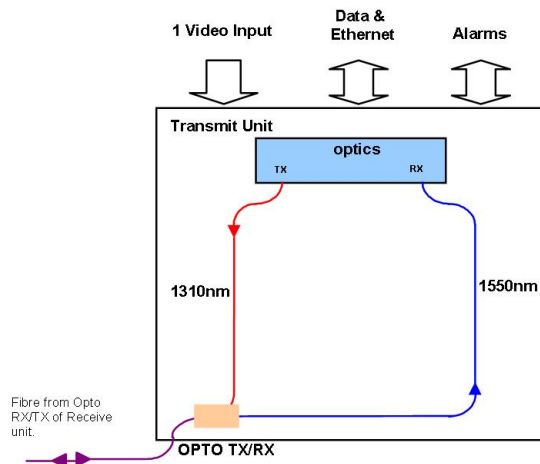 1 Video Input
Data &
Ethernet
Alarms
Transmit Unit
optics
TX
RX
1310nm
1550nm
Fibre from Opto
RX/TX of Receive
unit.
OPTO TX/RX